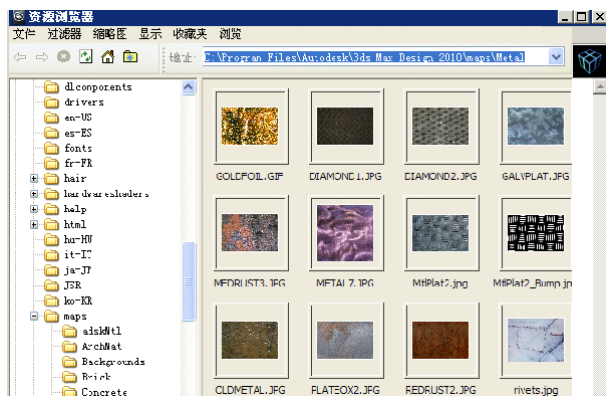 资源浏览器
文件 过滤器 缩略图 显示 收藏夹 浏览
地址: C:\Program Files\Autodesk\3ds Max Design 2010\maps\Metal
dlcomponents
drivers
en-US
es-ES
fonts
fr-FR
hair
hardwareshaders
help
html
hu-HU
it-IT
ja-JP
JSR
ko-KR
maps
adskMtl
ArchMat
Backgrounds
Brick
Concrete
GOLDFOIL.GIF DIAMOND1.JPG DIAMOND2.JPG GALVPLAT.JPG
MEDRUST3.JPG METAL7.JPG MtlPlat2.jpg MtlPlat2_Bump.jp
OLDMETAL.JPG PLATEOX2.JPG REDRUST2.JPG rivets.jpg